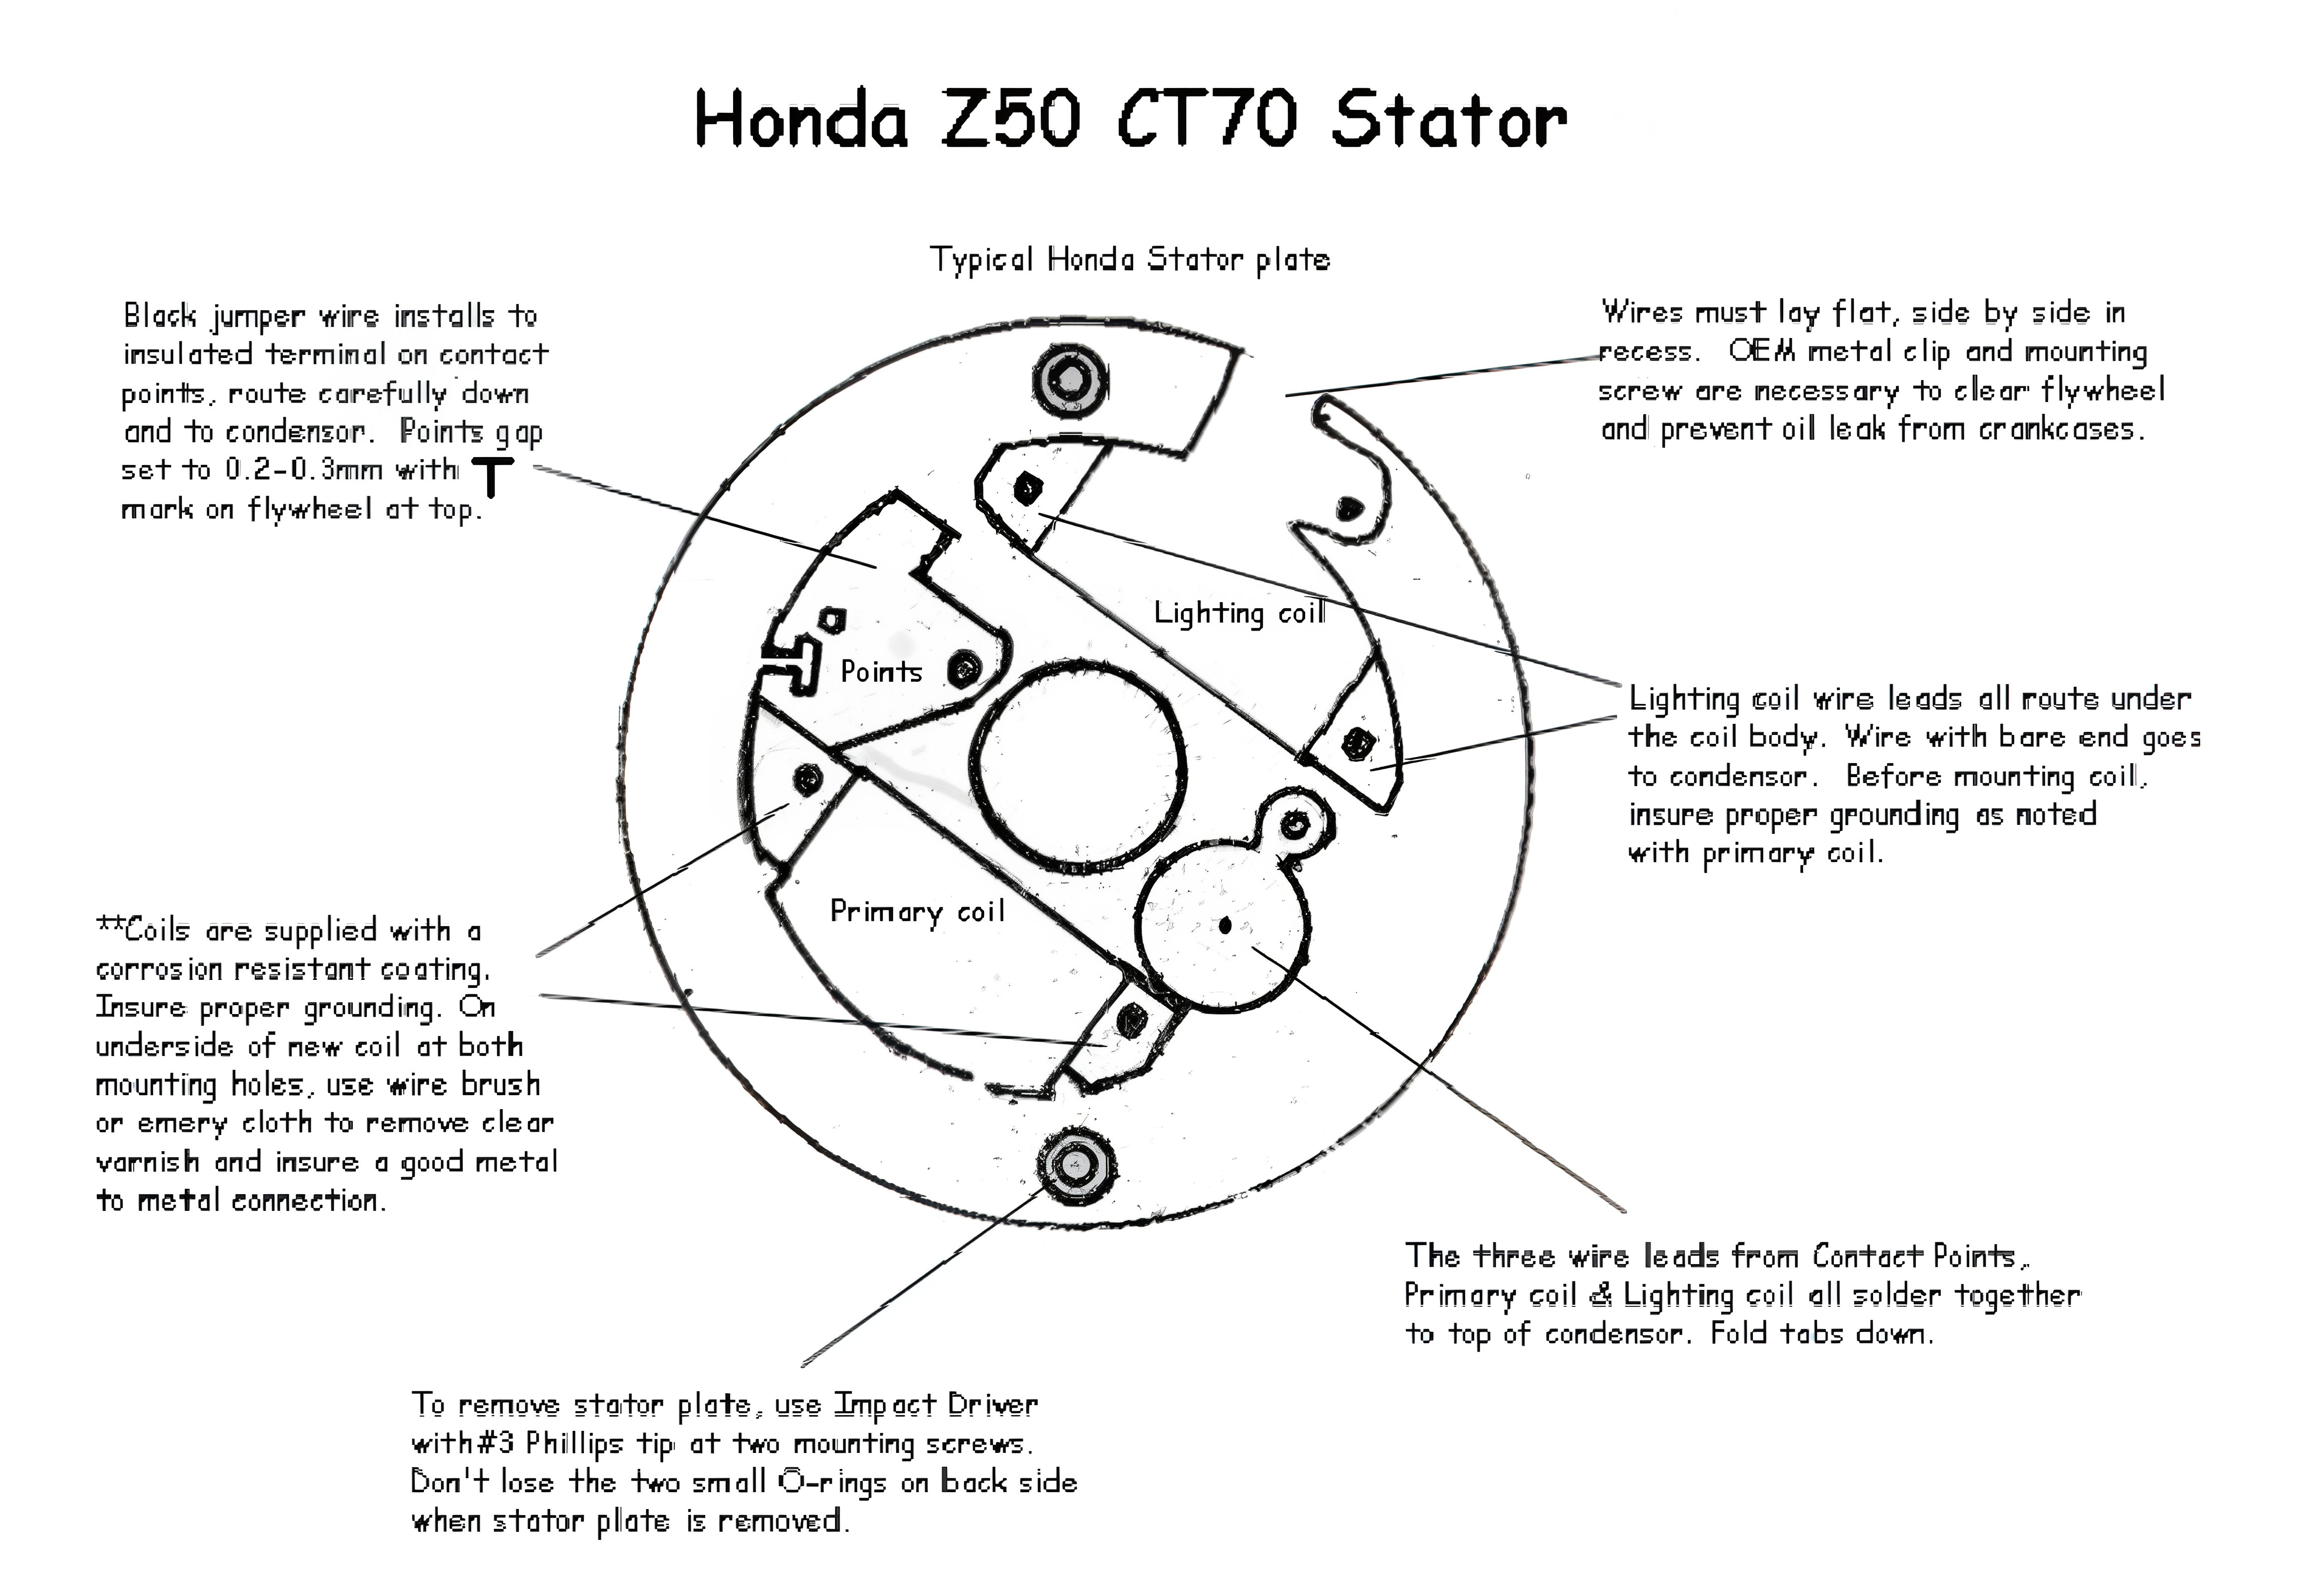 Honda Z50 CT70 Stator
Typical Honda Stator plate
Black jumper wire installs to
insulated terminal on contact
points, route carefully down
and to condensor. Points gap
set to 0.2-0.3mm with T
mark on flywheel at top.
Wires must lay flat, side by side in
recess. OEM metal clip and mounting
screw are necessary to clear flywheel
and prevent oil leak from crankcases.
Lighting coil
Points
Lighting coil wire leads all route under
the coil body. Wire with bare end goes
to condensor. Before mounting coil,
insure proper grounding as noted
with primary coil.
Primary coil
**Coils are supplied with a
corrosion resistant coating.
Insure proper grounding. On
underside of new coil at both
mounting holes, use wire brush
or emery cloth to remove clear
varnish and insure a good metal
to metal connection.
The three wire leads from Contact Points,
Primary coil & Lighting coil all solder together
to top of condensor. Fold tabs down.
To remove stator plate, use Impact Driver
with #3 Phillips tip at two mounting screws.
Don't lose the two small O-rings on back side
when stator plate is removed.